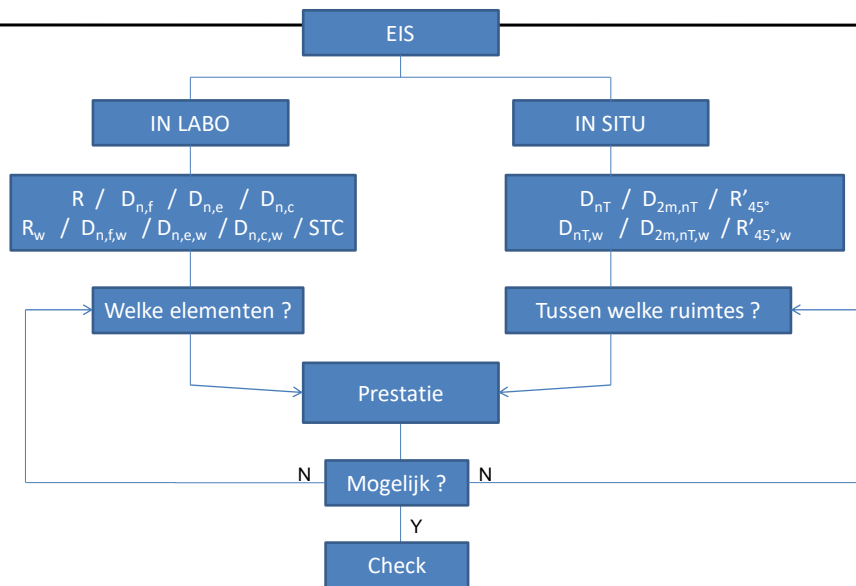 EIS
IN LABO
IN SITU
R / Dn,f / Dn,e / Dn,c
Rw / Dn,f,w /Dn,e,w / Dn,c,w / STC
DnT / D2m,nT / R’45°
DnT,w / D2m,nT,w / R’45°,w
Welke elementen ?
Tussen welke ruimtes ?
Prestatie
N
Mogelijk ?
N
Y
Check